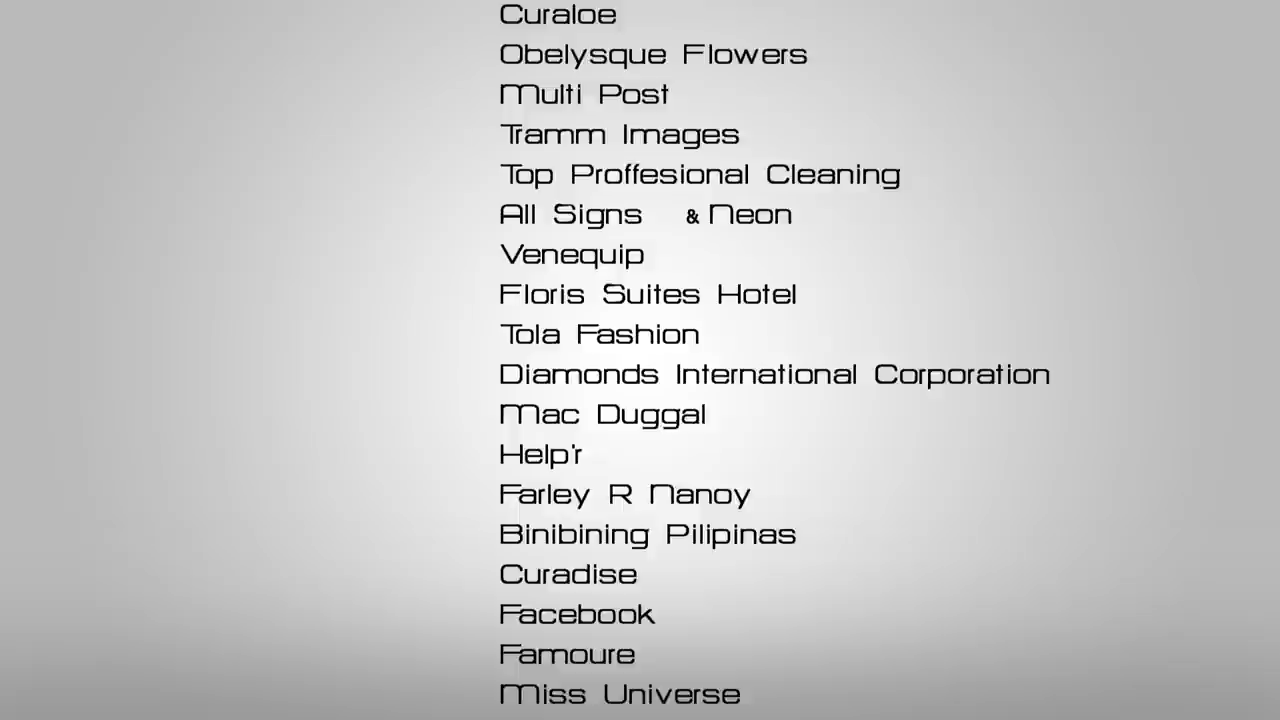 Curaloe
Obelysque Flowers
Multi Post
Tramm Images
Top Proffesional Cleaning
All Signs & Neon
Venequip
Floris Suites Hotel
Tola Fashion
Diamonds International Corporation
Mac Duggal
Help'r
Farley R Nanoy
Binibining Pilipinas
Curadise
Facebook
Famoure
Miss Universe